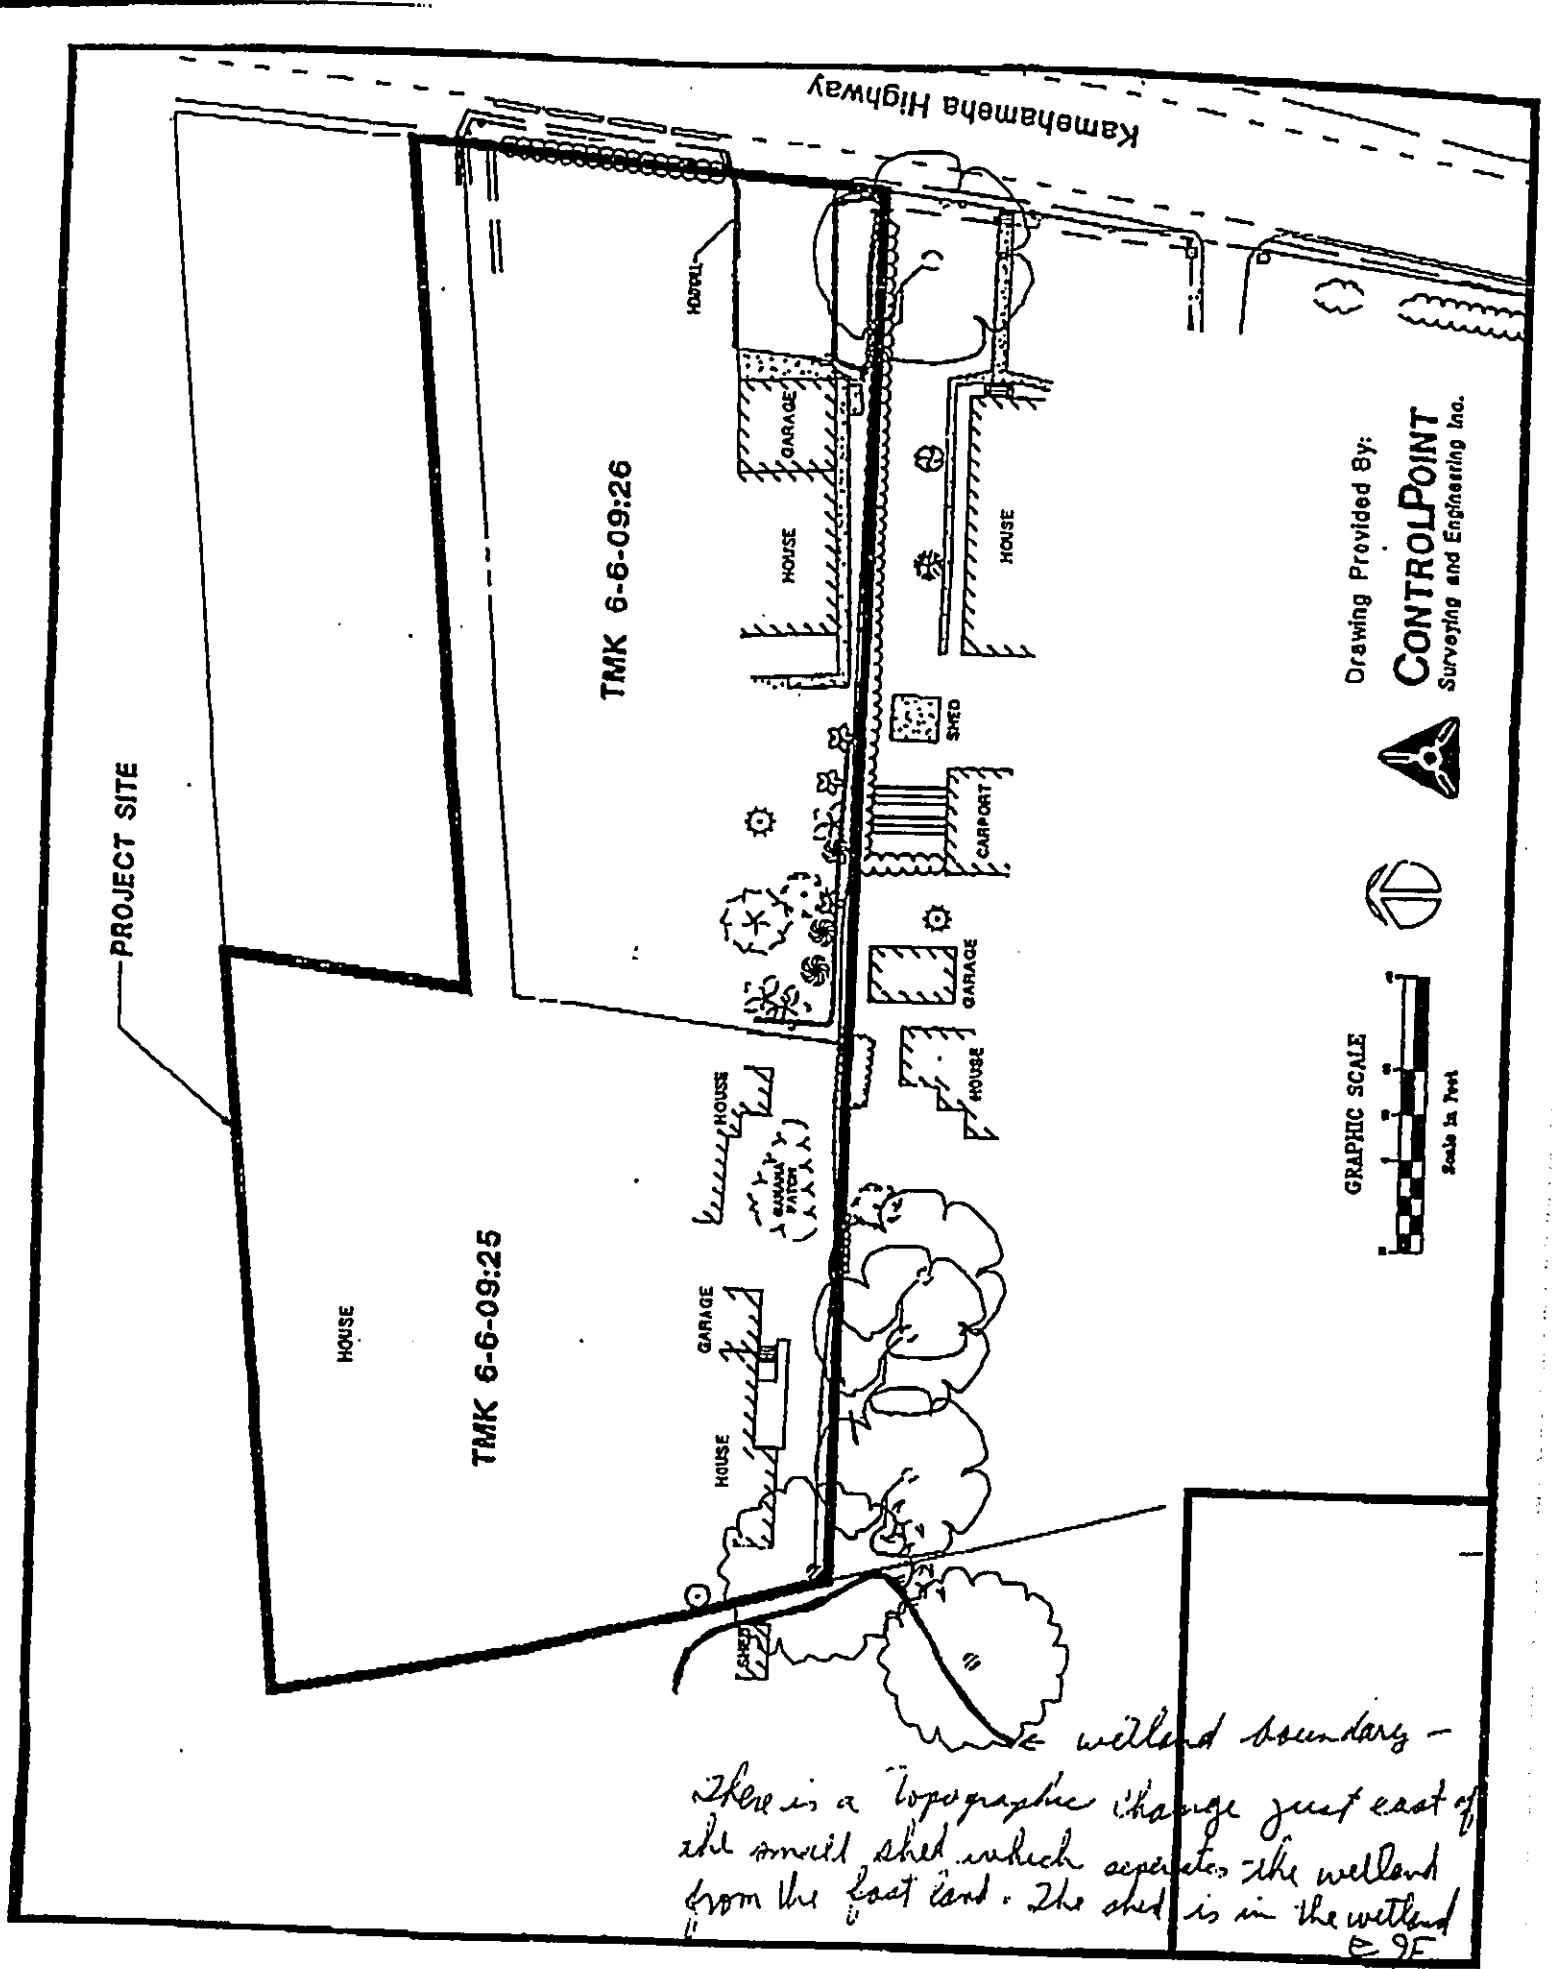 Kamehameha Highway
PROJECT SITE
TMK 6-6-09:26
TMK 6-6-09:25
HOUSE
GARAGE
HOUSE
HOUSE
SHED
CARPORT
GARAGE
HOUSE
HOUSE
BANANA
PATCH
GARAGE
HOUSE
HOUSE
SHED
Drawing Provided By:
CONTROLPOINT
Surveying and Engineering Inc.
GRAPHIC SCALE
Scale in Feet
← wetland boundary –
There is a topographic change just east of
the small shed which separates the wetland
from the fast land. The shed is in the wetland